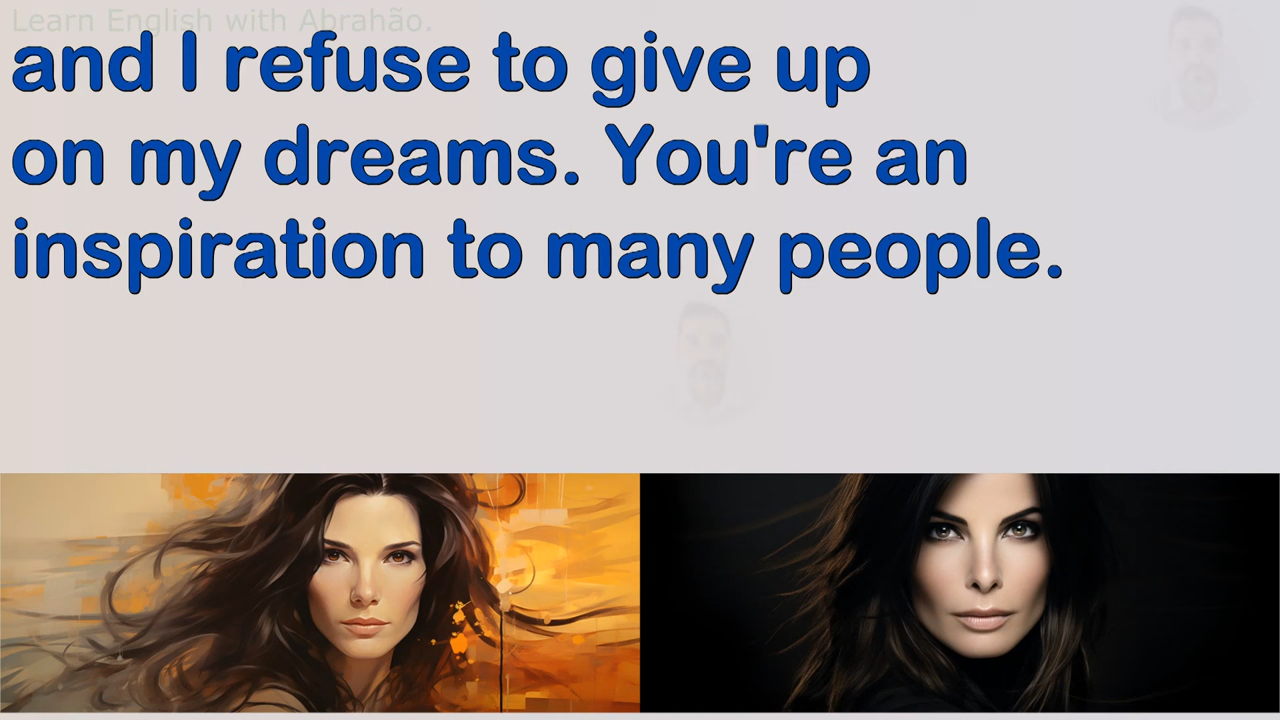 Learn English with Abrahão.
and I refuse to give up
on my dreams. You're an
inspiration to many people.